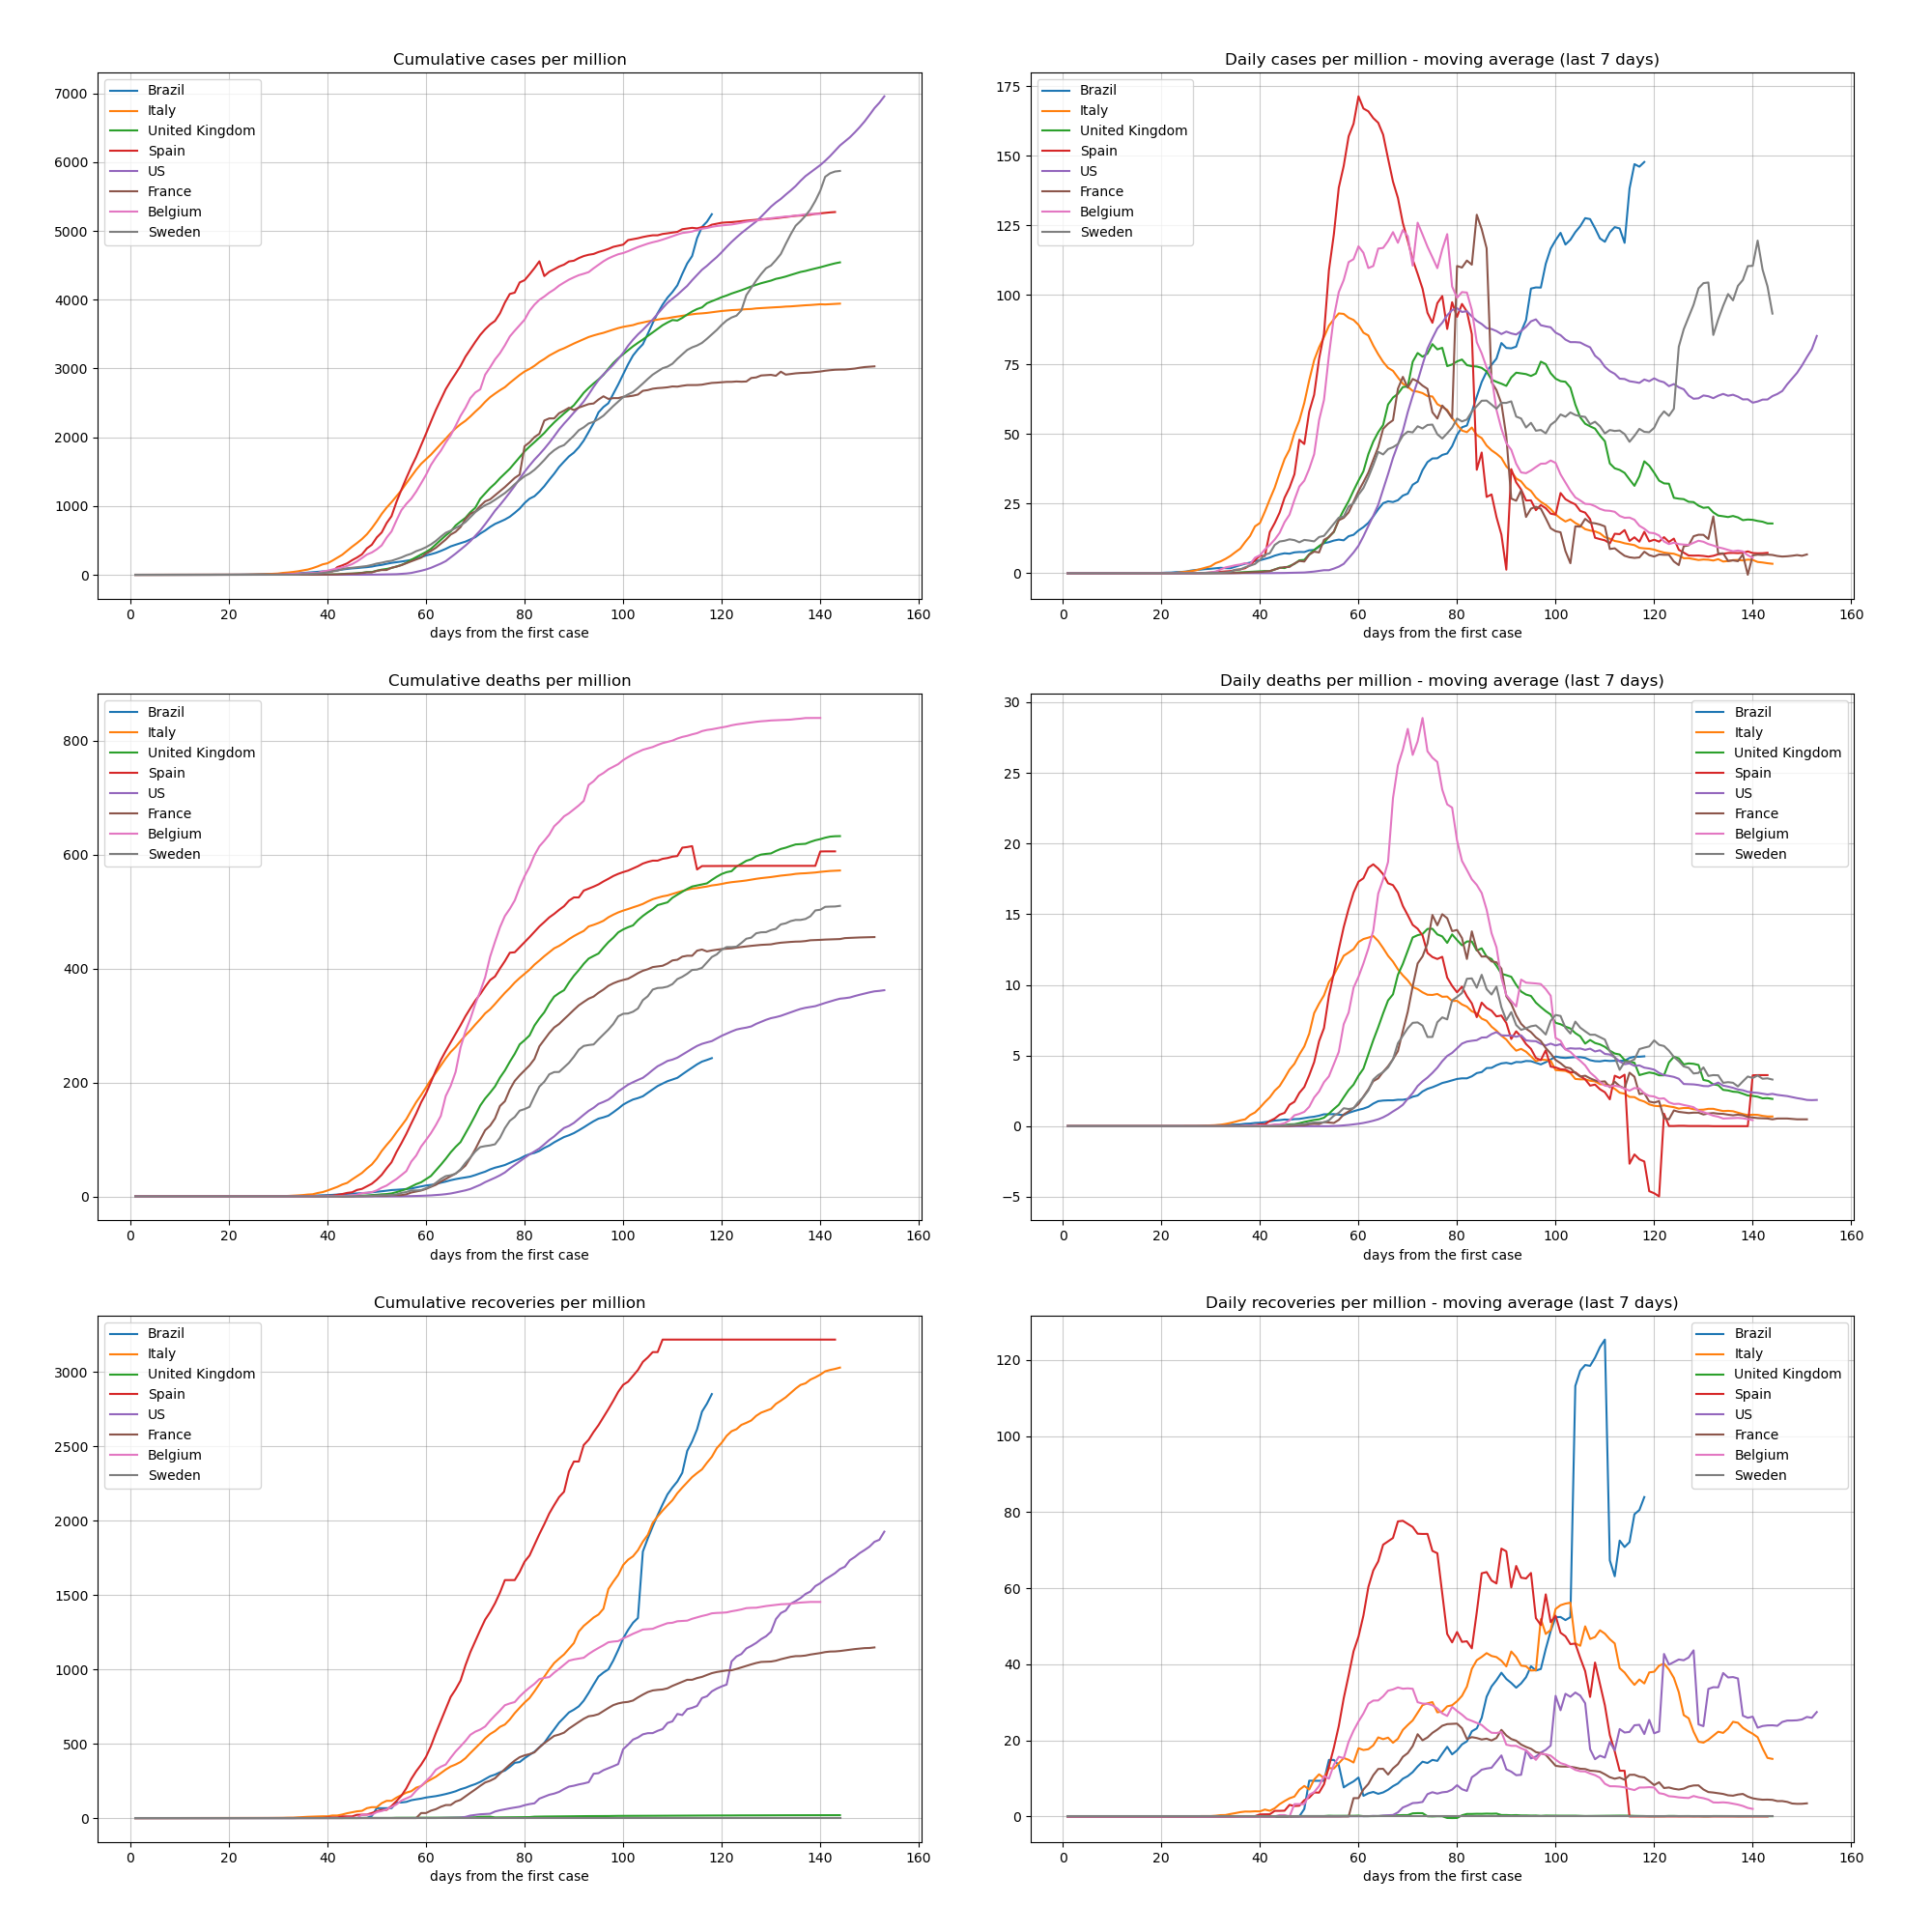 Cumulative cases per million
7000
6000
5000
4000
3000
2000
1000
0
Brazil
Italy
United Kingdom
Spain
US
France
Belgium
Sweden
0 20 40 60 80 100 120 140 160
days from the first case
Daily cases per million - moving average (last 7 days)
175
150
125
100
75
50
25
0
Brazil
Italy
United Kingdom
Spain
US
France
Belgium
Sweden
0 20 40 60 80 100 120 140 160
days from the first case
Cumulative deaths per million
800
600
400
200
0
Brazil
Italy
United Kingdom
Spain
US
France
Belgium
Sweden
0 20 40 60 80 100 120 140 160
days from the first case
Daily deaths per million - moving average (last 7 days)
30
25
20
15
10
5
0
−5
Brazil
Italy
United Kingdom
Spain
US
France
Belgium
Sweden
0 20 40 60 80 100 120 140 160
days from the first case
Cumulative recoveries per million
3000
2500
2000
1500
1000
500
0
Brazil
Italy
United Kingdom
Spain
US
France
Belgium
Sweden
0 20 40 60 80 100 120 140 160
days from the first case
Daily recoveries per million - moving average (last 7 days)
120
100
80
60
40
20
0
Brazil
Italy
United Kingdom
Spain
US
France
Belgium
Sweden
0 20 40 60 80 100 120 140 160
days from the first case